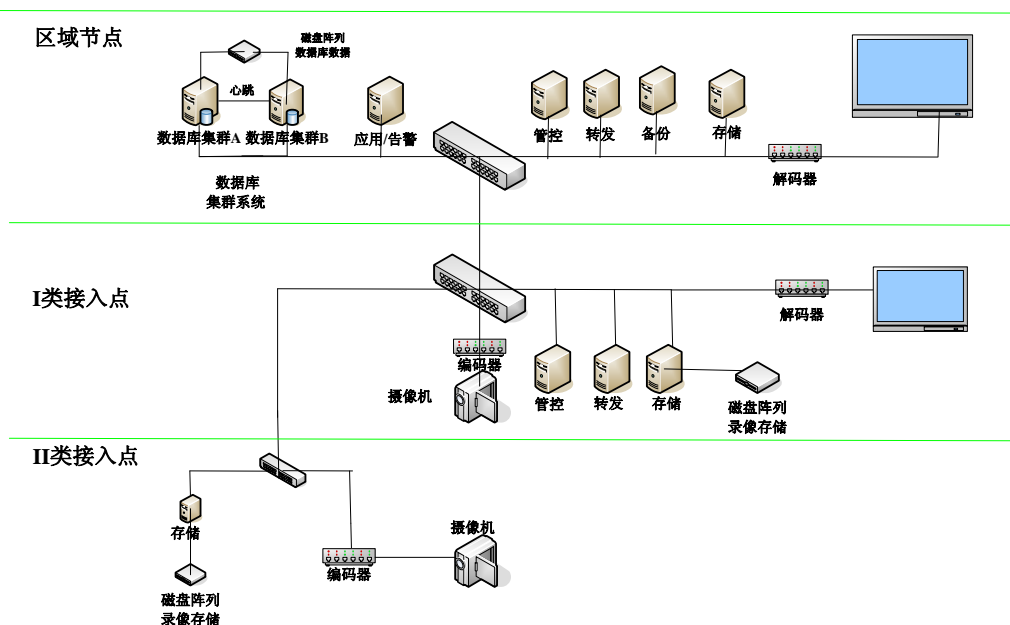 区域节点
磁盘阵列
数据库数据
心跳
数据库集群A
数据库集群B
应用/告警
管控
转发
备份
存储
解码器
数据库
集群系统
I类接入点
解码器
编码器
摄像机
管控
转发
存储
磁盘阵列
录像存储
II类接入点
存储
摄像机
编码器
磁盘阵列
录像存储